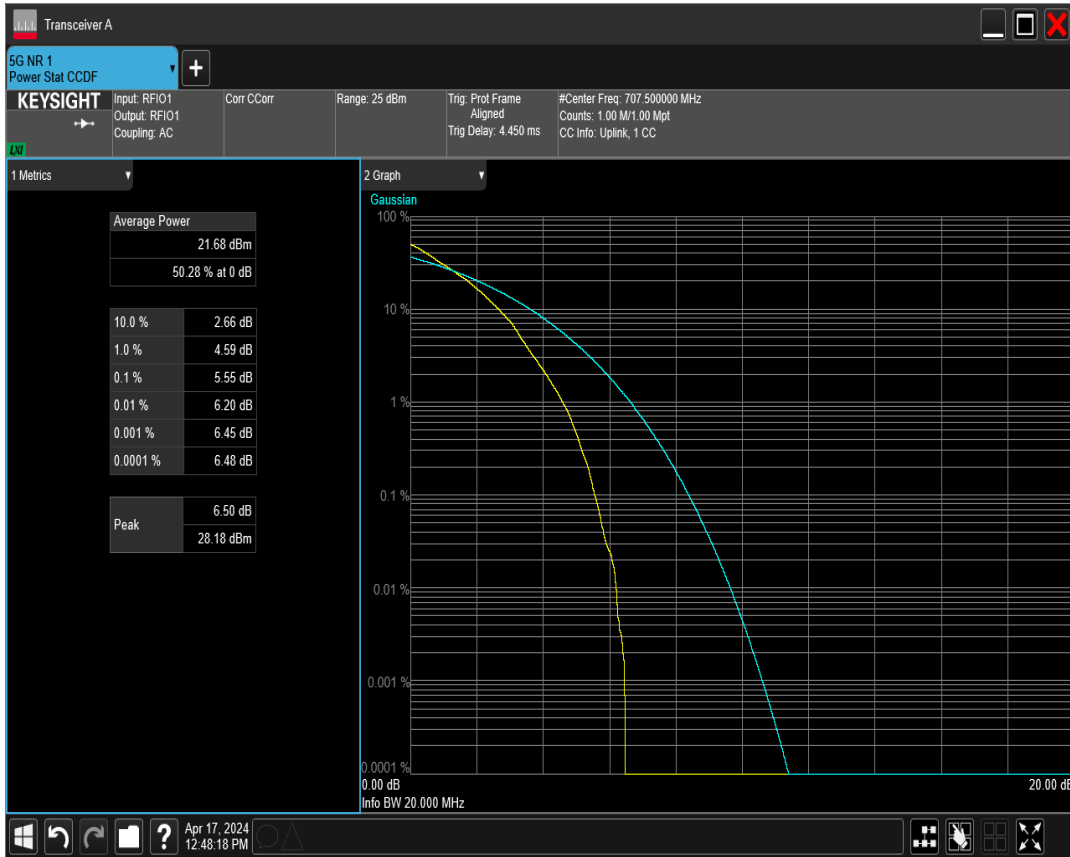 Transceiver A
5G NR 1
Power Stat CCDF
KEYSIGHT
LXI
Input: RFIO1
Output: RFIO1
Coupling: AC
Corr CCorr
Range: 25 dBm
Trig: Prot Frame
Aligned
Trig Delay: 4.450 ms
#Center Freq: 707.500000 MHz
Counts: 1.00 M/1.00 Mpt
CC Info: Uplink, 1 CC
1 Metrics
Average Power
21.68 dBm
50.28 % at 0 dB
10.0 % 2.66 dB
1.0 % 4.59 dB
0.1 % 5.55 dB
0.01 % 6.20 dB
0.001 % 6.45 dB
0.0001 % 6.48 dB
Peak
6.50 dB
28.18 dBm
2 Graph
Gaussian
100 %
10 %
1 %
0.1 %
0.01 %
0.001 %
0.0001 %
0.00 dB
20.00 dB
Info BW 20.000 MHz
?
Apr 17, 2024
12:48:18 PM